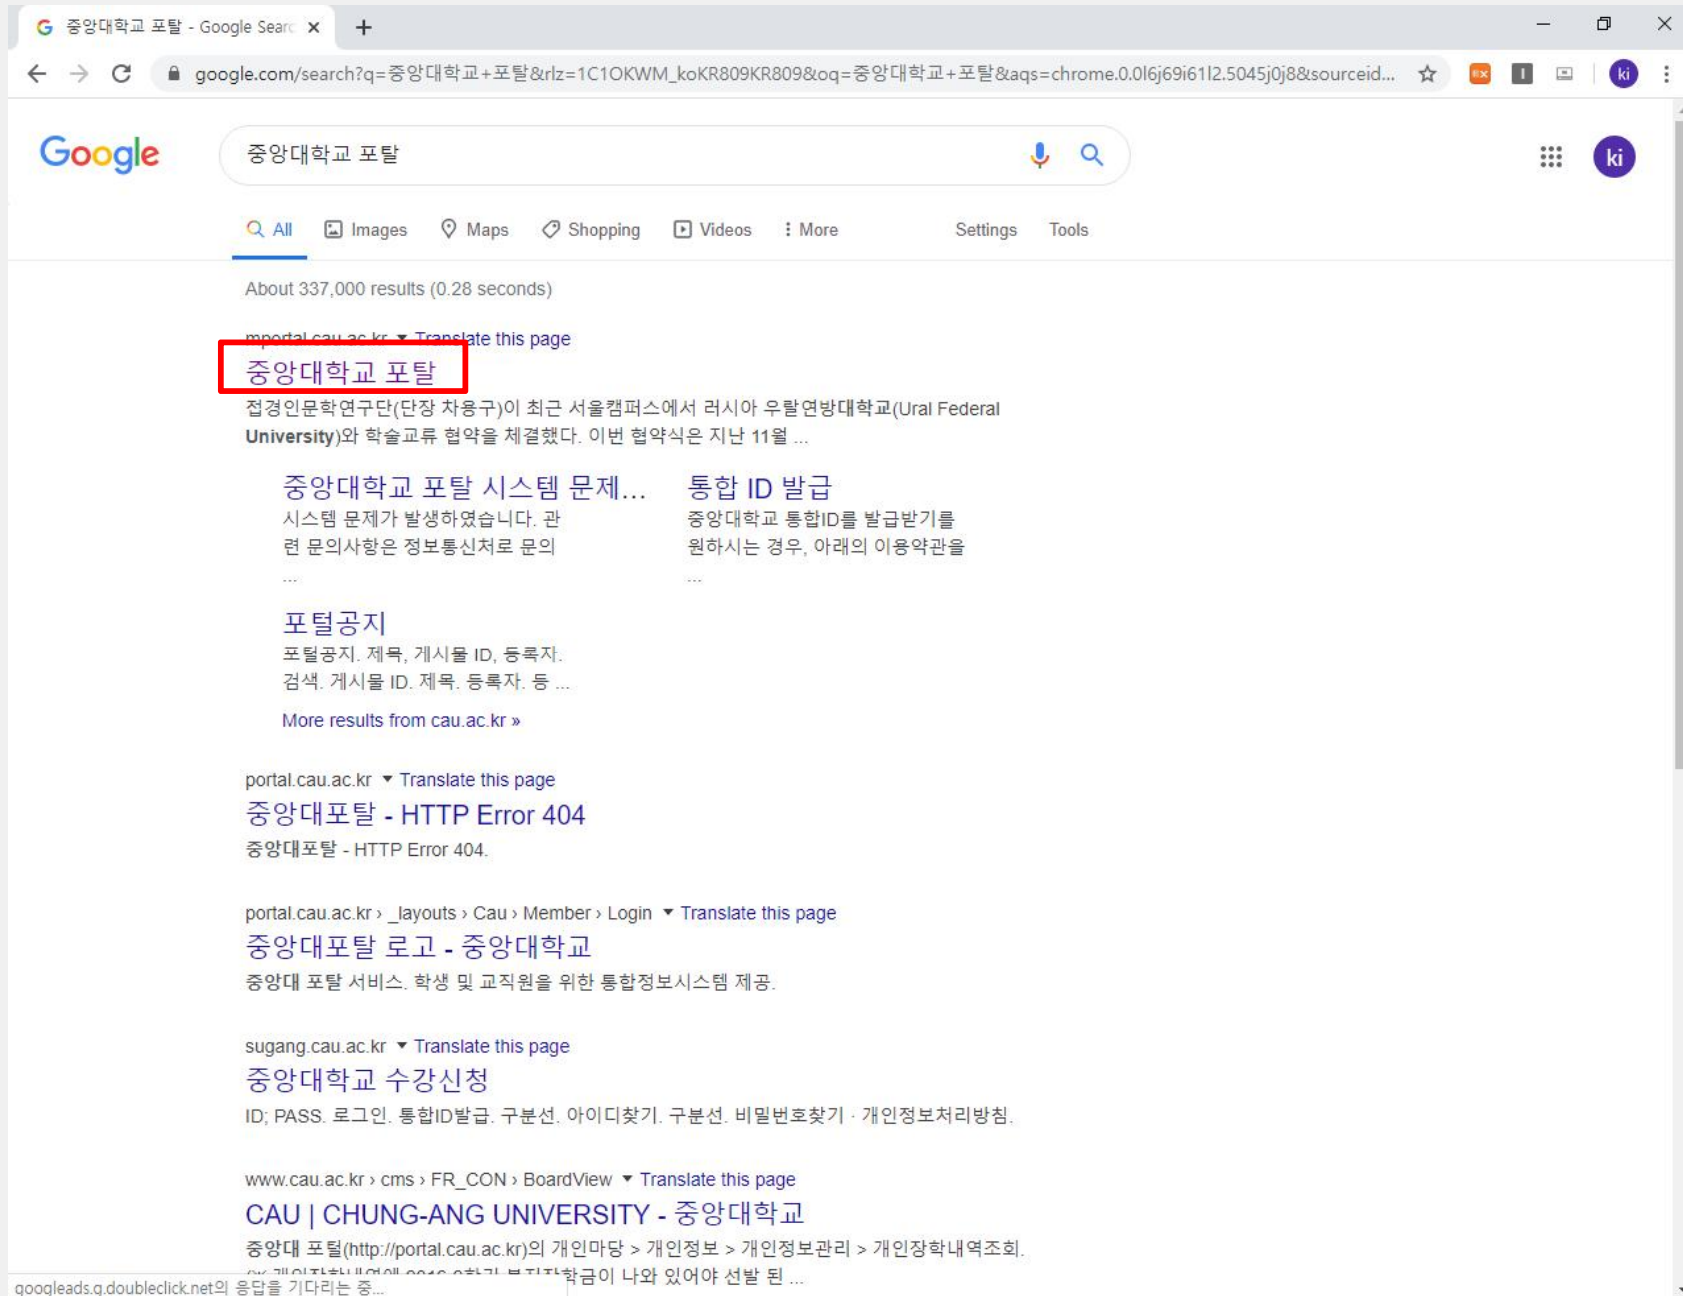 중앙대학교 포탈 - Google Searc
google.com/search?q=중앙대학교+포탈&rlz=1C1OKWM_koKR809KR809&oq=중앙대학교+포탈&aqs=chrome.0.0l6j69i61l2.5045j0j8&sourceid...
ki
Google
중앙대학교 포탈
ki
All Images Maps Shopping Videos More Settings Tools
About 337,000 results (0.28 seconds)
mportal.cau.ac.kr Translate this page
중앙대학교 포탈
접경인문학연구단(단장 차용구)이 최근 서울캠퍼스에서 러시아 우랄연방대학교(Ural Federal
University)와 학술교류 협약을 체결했다. 이번 협약식은 지난 11월 ...
중앙대학교 포탈 시스템 문제...
시스템 문제가 발생하였습니다. 관
련 문의사항은 정보통신처로 문의
...
통합 ID 발급
중앙대학교 통합ID를 발급받기를
원하시는 경우, 아래의 이용약관을
...
포털공지
포털공지. 제목, 게시물 ID, 등록자.
검색. 게시물 ID. 제목. 등록자. 등 ...
More results from cau.ac.kr »
portal.cau.ac.kr Translate this page
중앙대포탈 - HTTP Error 404
중앙대포탈 - HTTP Error 404.
portal.cau.ac.kr › _layouts › Cau › Member › Login Translate this page
중앙대포탈 로고 - 중앙대학교
중앙대 포탈 서비스. 학생 및 교직원을 위한 통합정보시스템 제공.
sugang.cau.ac.kr Translate this page
중앙대학교 수강신청
ID; PASS. 로그인. 통합ID발급. 구분선. 아이디찾기. 구분선. 비밀번호찾기 · 개인정보처리방침.
www.cau.ac.kr › cms › FR_CON › BoardView Translate this page
CAU | CHUNG-ANG UNIVERSITY - 중앙대학교
중앙대 포털(http://portal.cau.ac.kr)의 개인마당 > 개인정보 > 개인정보관리 > 개인장학내역조회.
학금이 나와 있어야 선발 된 ...
googleads.g.doubleclick.net의 응답을 기다리는 중...